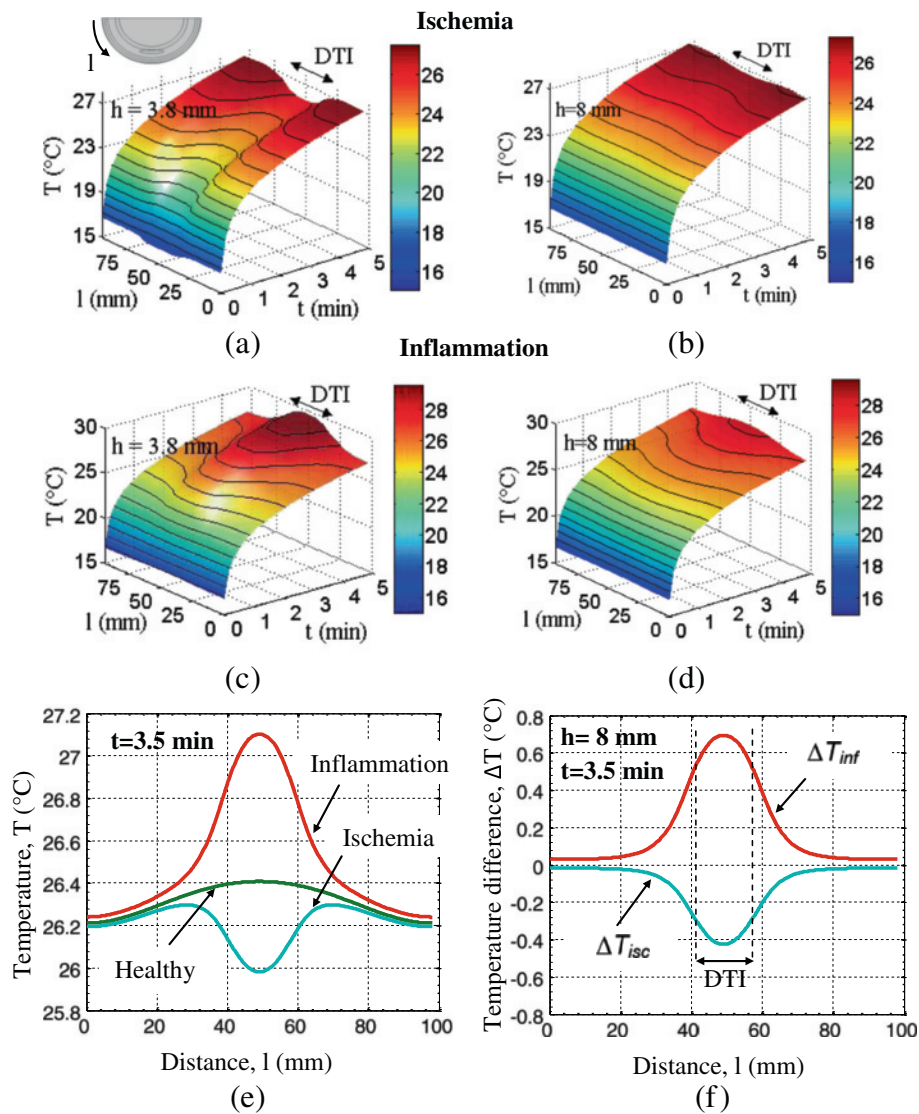 Ischemia
l
DTI
h = 3.8 mm
T (°C)
27
23
19
15
75
50
25
0
l (mm)
0 1 2 3 4 5
t (min)
26
24
22
20
18
16
(a)
DTI
h=8 mm
T (°C)
27
23
19
15
75
50
25
0
l (mm)
0 1 2 3 4 5
t (min)
26
24
22
20
18
16
(b)
Inflammation
DTI
h = 3.8 mm
T (°C)
30
25
20
15
75
50
25
0
l (mm)
0 1 2 3 4 5
t (min)
28
26
24
22
20
18
16
(c)
DTI
h=8 mm
T (°C)
30
25
20
15
75
50
25
0
l (mm)
0 1 2 3 4 5
t (min)
28
26
24
22
20
18
16
(d)
t=3.5 min
Inflammation
Ischemia
Healthy
Temperature, T (°C)
27.2
27
26.8
26.6
26.4
26.2
26
25.8
0 20 40 60 80 100
Distance, l (mm)
(e)
h= 8 mm
t=3.5 min
ΔTinf
ΔTisc
DTI
Temperature difference, ΔT (°C)
0.8
0.6
0.4
0.2
0
-0.2
-0.4
-0.6
-0.8
0 20 40 60 80 100
Distance, l (mm)
(f)